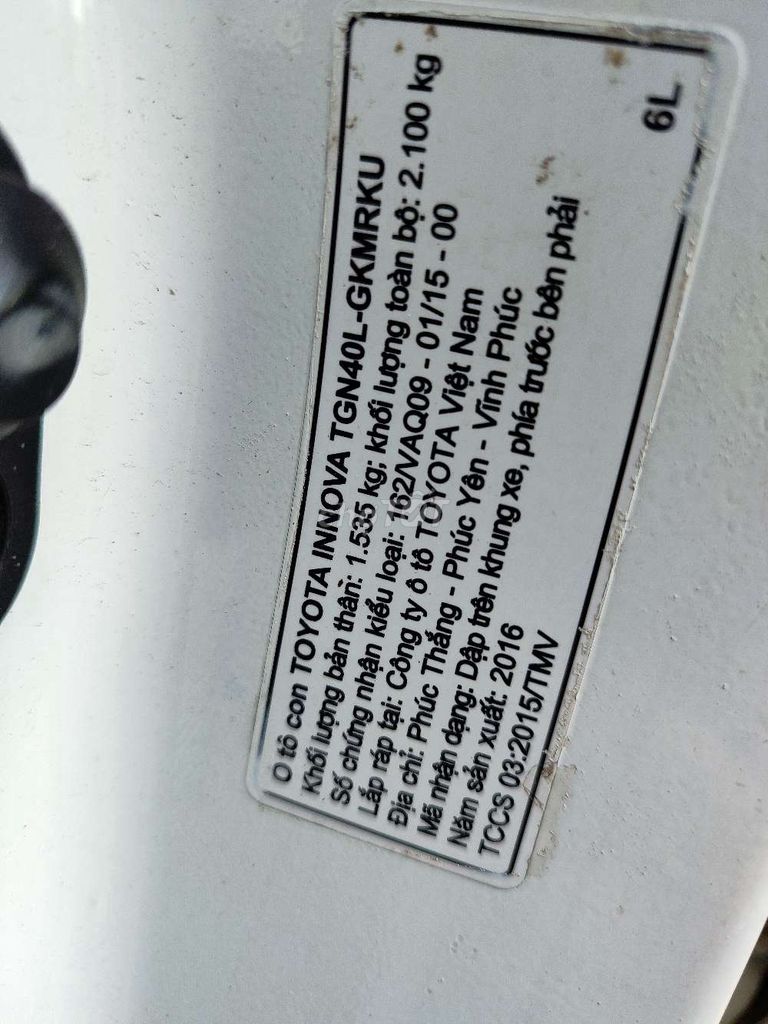 Ô tô con TOYOTA INNOVA TGN40L-GKMRKU
Khối lượng bản thân: 1.535 kg; khối lượng toàn bộ: 2.100 kg
Số chứng nhận kiểu loại: 162/VAQ09 - 01/15 - 00
Lắp ráp tại: Công ty ô tô TOYOTA Việt Nam
Địa chỉ: Phúc Thắng - Phúc Yên - Vĩnh Phúc
Mã nhận dạng: Dập trên khung xe, phía trước bên phải
Năm sản xuất: 2016
TCCS 03:2015/TMV
6L